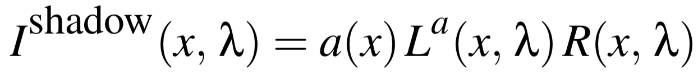 I^shadow(x, λ) = a(x) L^a(x, λ) R(x, λ)